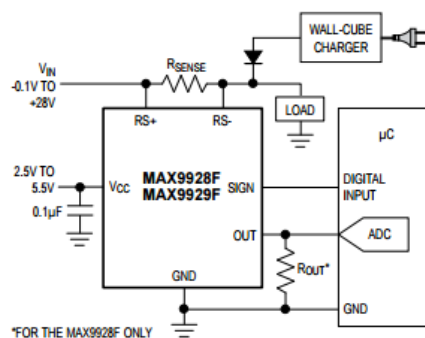 WALL-CUBE
CHARGER
VIN
-0.1V TO
+28V
RSENSE
LOAD
RS+
RS-
µC
2.5V TO
5.5V
VCC
MAX9928F
MAX9929F
SIGN
DIGITAL
INPUT
0.1µF
OUT
ADC
ROUT*
GND
GND
*FOR THE MAX9928F ONLY